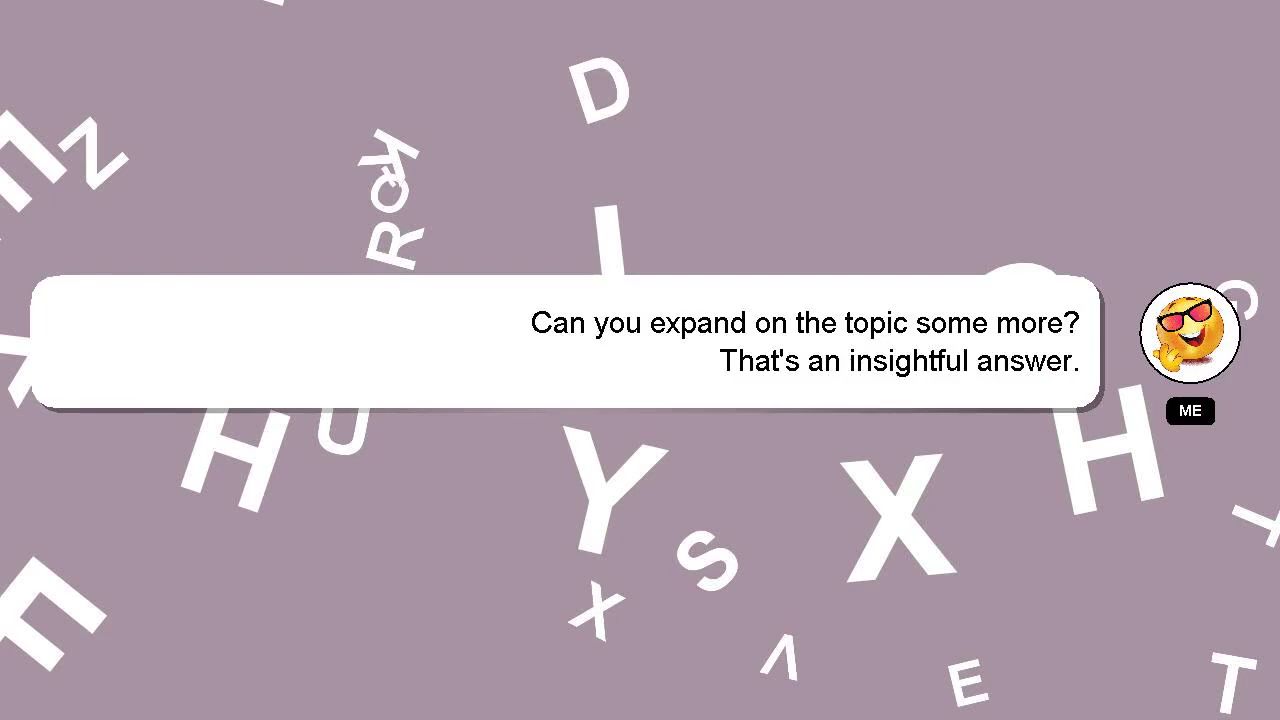 D
N
K
R
I
Can you expand on the topic some more?
That's an insightful answer.
G
ME
H
U
Y
X
H
S
T
X
V
E
T